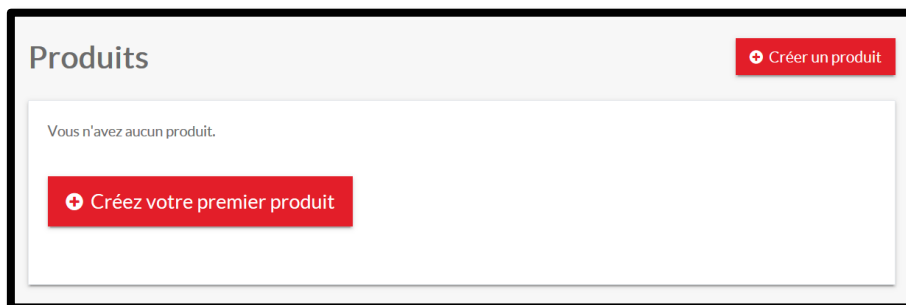 Produits
Créer un produit
Vous n'avez aucun produit.
Créez votre premier produit